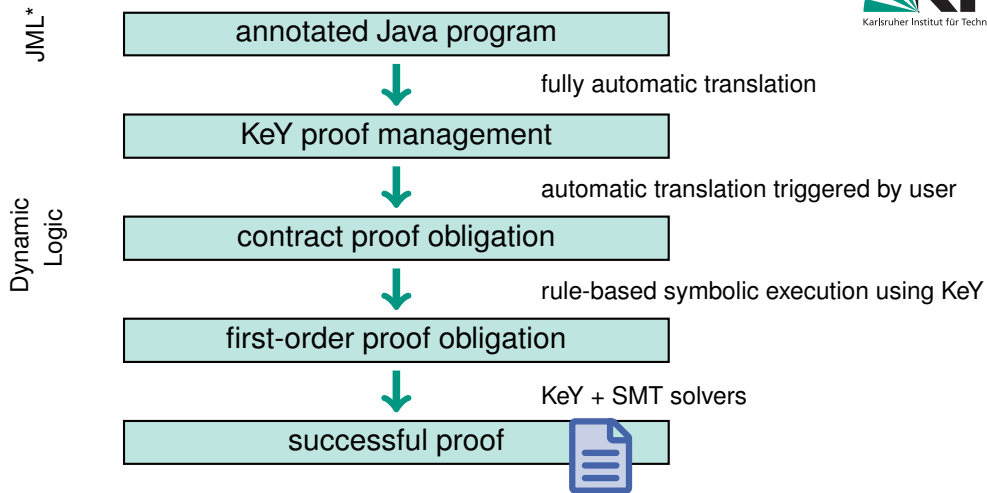 JML*
annotated Java program
Karlsruher Institut für Techn
fully automatic translation
KeY proof management
automatic translation triggered by user
Dynamic
Logic
contract proof obligation
rule-based symbolic execution using KeY
first-order proof obligation
KeY + SMT solvers
successful proof